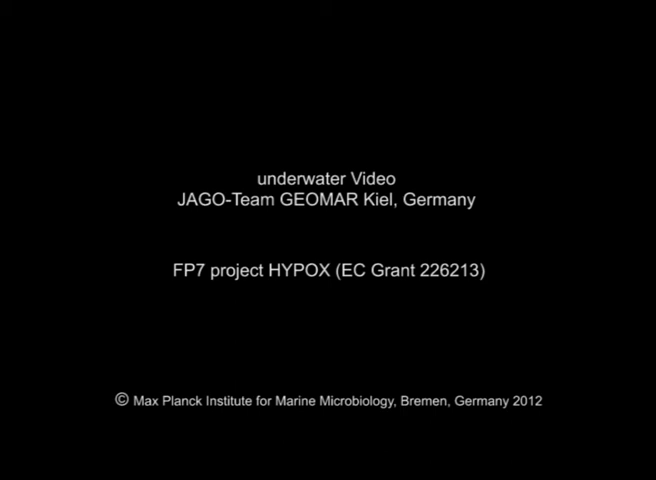 underwater Video
JAGO-Team GEOMAR Kiel, Germany
FP7 project HYPOX (EC Grant 226213)
© Max Planck Institute for Marine Microbiology, Bremen, Germany 2012